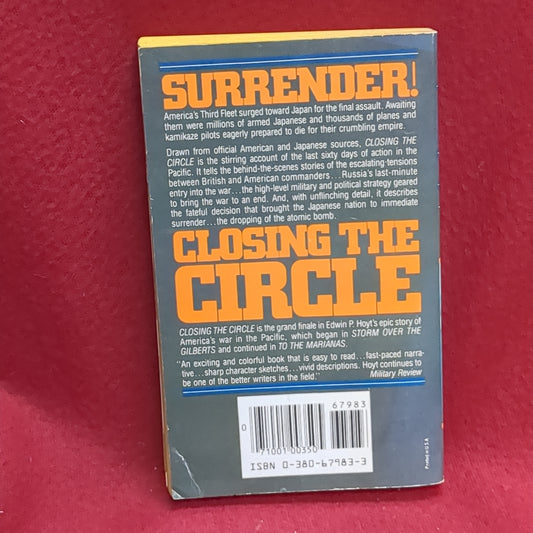 SURRENDER!
America's Third Fleet surged toward Japan for the final assault. Awaiting
them were millions of armed Japanese and thousands of planes and
kamikaze pilots eagerly prepared to die for their crumbling empire.
Drawn from official American and Japanese sources, CLOSING THE
CIRCLE is the stirring account of the last sixty days of action in the
Pacific. It tells the behind-the-scenes stories of the escalating tensions
between British and American commanders...Russia's last-minute
entry into the war...the high-level military and political strategy geared
to bring the war to an end. And, with unflinching detail, it describes
the fateful decision that brought the Japanese nation to immediate
surrender...the dropping of the atomic bomb.
CLOSING THE
CIRCLE
CLOSING THE CIRCLE is the grand finale in Edwin P. Hoyt's epic story of
America's war in the Pacific, which began in STORM OVER THE
GILBERTS and continued in TO THE MARIANAS.
"An exciting and colorful book that is easy to read...fast-paced narra-
tive...sharp character sketches...vivid descriptions. Hoyt continues to
be one of the better writers in the field." Military Review
67983
0
71001 00350
ISBN 0-380-67983-3
Printed in U.S.A.